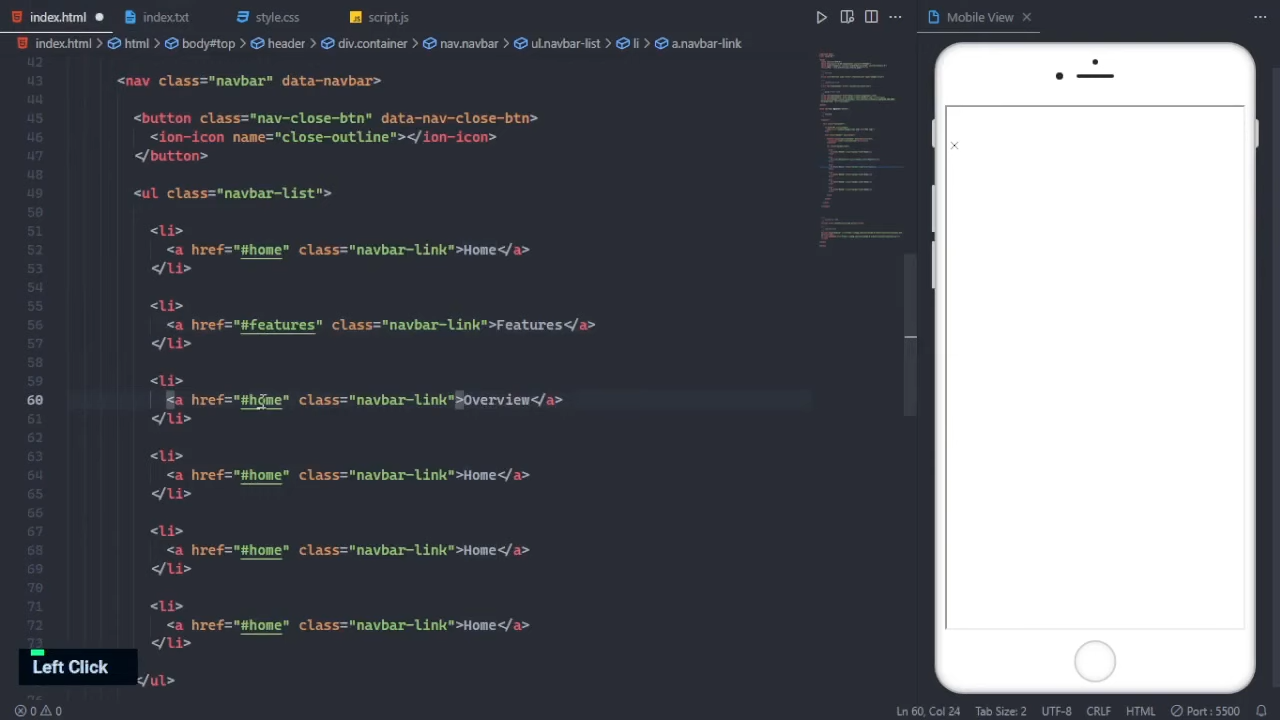 index.html index.txt style.css script.js Mobile View
index.html html body#top header div.container nav.navbar ul.navbar-list li a.navbar-link
42
43 <nav class="navbar" data-navbar>
44
45 <button class="nav-close-btn" data-nav-close-btn>
46 <ion-icon name="close-outline"></ion-icon>
47 </button>
48
49 <ul class="navbar-list">
50
51 <li>
52 <a href="#home" class="navbar-link">Home</a>
53 </li>
54
55 <li>
56 <a href="#features" class="navbar-link">Features</a>
57 </li>
58
59 <li>
60 <a href="#home" class="navbar-link">Overview</a>
61 </li>
62
63 <li>
64 <a href="#home" class="navbar-link">Home</a>
65 </li>
66
67 <li>
68 <a href="#home" class="navbar-link">Home</a>
69 </li>
70
71 <li>
72 <a href="#home" class="navbar-link">Home</a>
73 </li>
Left Click
</ul>
0 0 Ln 60, Col 24 Tab Size: 2 UTF-8 CRLF HTML Port : 5500